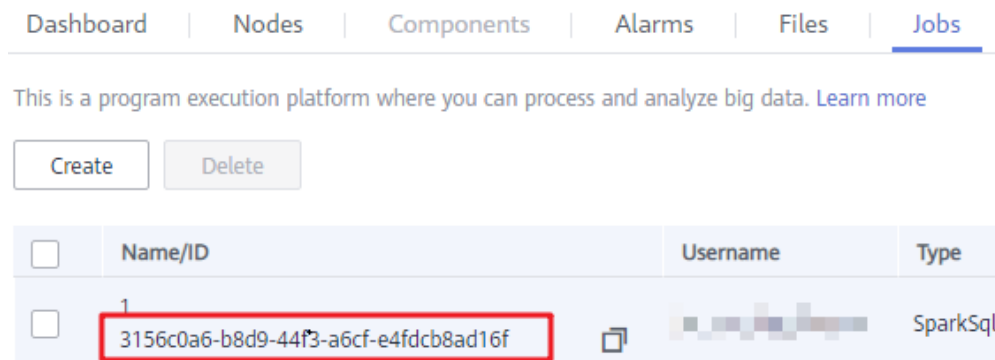 Dashboard Nodes Components Alarms Files Jobs
This is a program execution platform where you can process and analyze big data. Learn more
Create Delete
Name/ID Username Type
1 SparkSql
3156c0a6-b8d9-44f3-a6cf-e4fdcb8ad16f